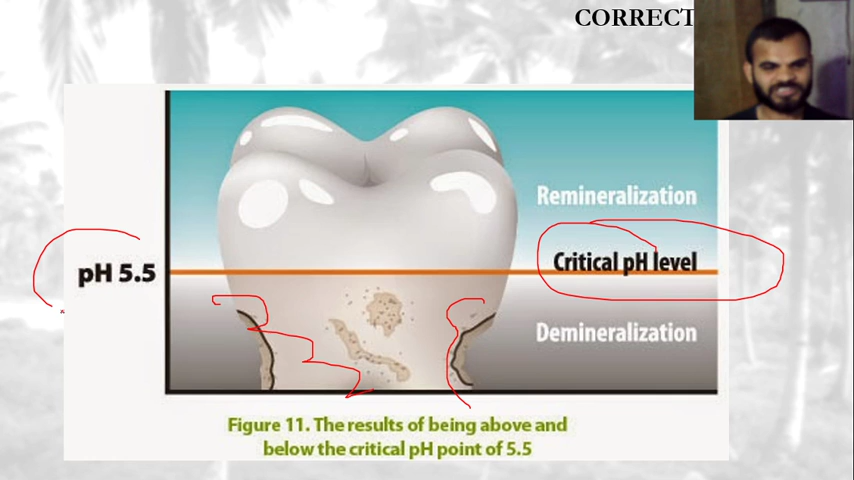 CORRECT
Remineralization
Critical pH level
pH 5.5
Demineralization
Figure 11. The results of being above and
below the critical pH point of 5.5